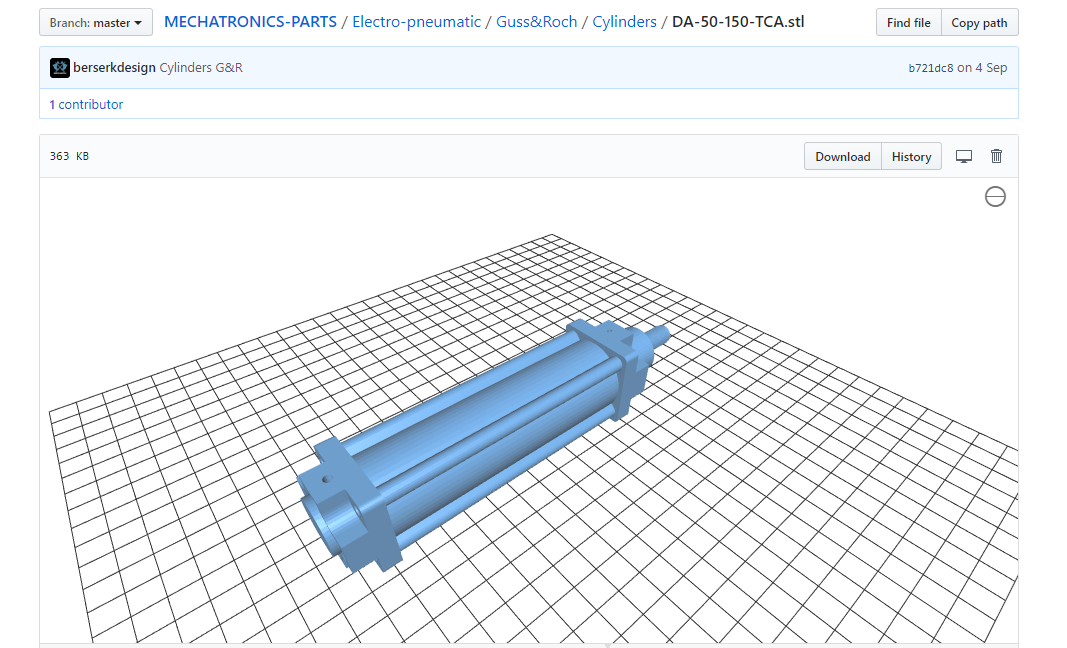 Branch: master MECHATRONICS-PARTS / Electro-pneumatic / Guss&Roch / Cylinders / DA-50-150-TCA.stl Find file Copy path
berserkdesign Cylinders G&R b721dc8 on 4 Sep
1 contributor
363 KB Download History